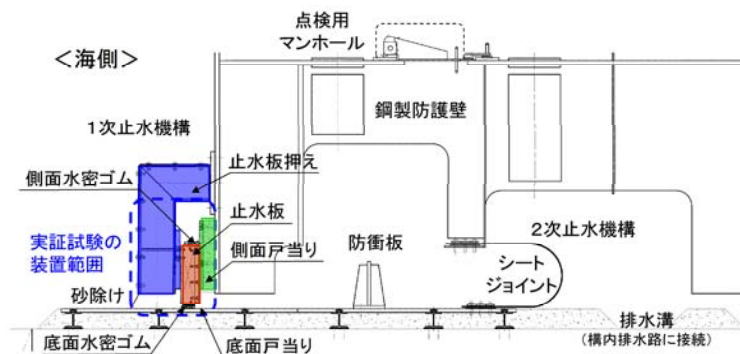 点検用
マンホール
<海側>
鋼製防護壁
1次止水機構
止水板押え
側面水密ゴム
止水板
実証試験の
装置範囲
側面戸当り
防衝板
2次止水機構
シート
ジョイント
砂除け
排水溝
(構内排水路に接続)
底面水密ゴム
底面戸当り